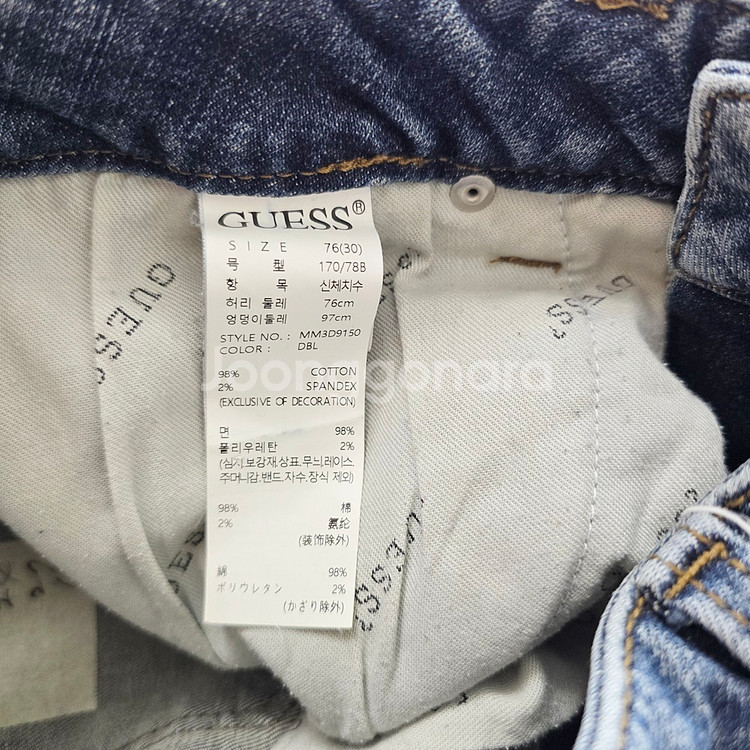 GUESS®
SIZE 76(30)
号 型 170/78B
항 목 신체치수
허리 둘레 76cm
엉덩이둘레 97cm
STYLE NO. : MM3D9150
COLOR : DBL
98% COTTON
2% SPANDEX
(EXCLUSIVE OF DECORATION)
면 98%
폴리우레탄 2%
(심지,보강재,상표,무늬,레이스,
주머니감,밴드,자수,장식 제외)
98% 棉
2% 氨纶
(装饰除外)
綿 98%
ポリウレタン 2%
(かざり除外)
Joonggonara
GUESS?
GUESS?
GUESS?